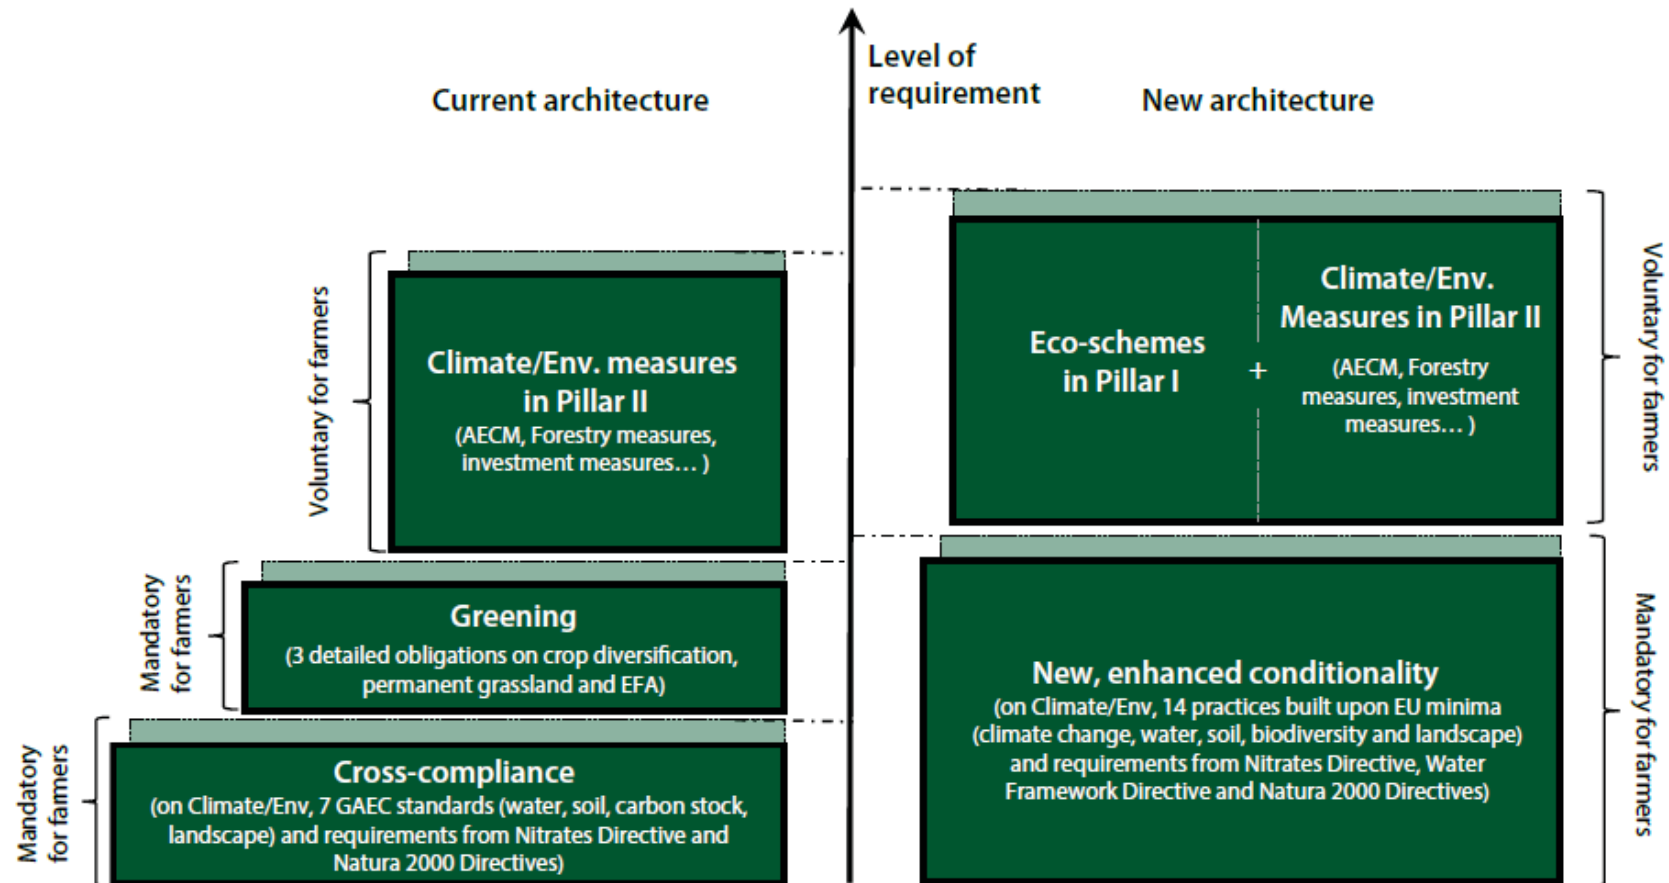 Level of
requirement
Current architecture
New architecture
Voluntary for farmers
Climate/Env. measures
in Pillar II
(AECM, Forestry measures,
investment measures… )
Mandatory
for farmers
Greening
(3 detailed obligations on crop diversification,
permanent grassland and EFA)
Mandatory
for famers
Cross-compliance
(on Climate/Env, 7 GAEC standards (water, soil, carbon stock,
landscape) and requirements from Nitrates Directive and
Natura 2000 Directives)
Eco-schemes
in Pillar I
+
Climate/Env.
Measures in Pillar II
(AECM, Forestry
measures, investment
measures… )
Voluntary for famers
New, enhanced conditionality
(on Climate/Env, 14 practices built upon EU minima
(climate change, water, soil, biodiversity and landscape)
and requirements from Nitrates Directive, Water
Framework Directive and Natura 2000 Directives)
Mandatory for farmers